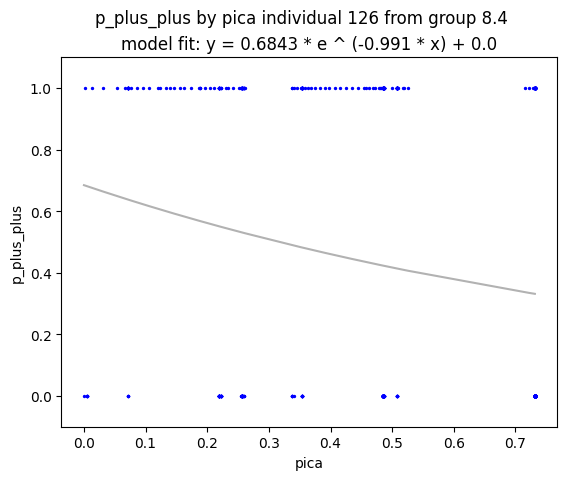 p_plus_plus by pica individual 126 from group 8.4
model fit: y = 0.6843 * e ^ (-0.991 * x) + 0.0
1.0
0.8
0.6
0.4
0.2
0.0
p_plus_plus
0.0 0.1 0.2 0.3 0.4 0.5 0.6 0.7
pica